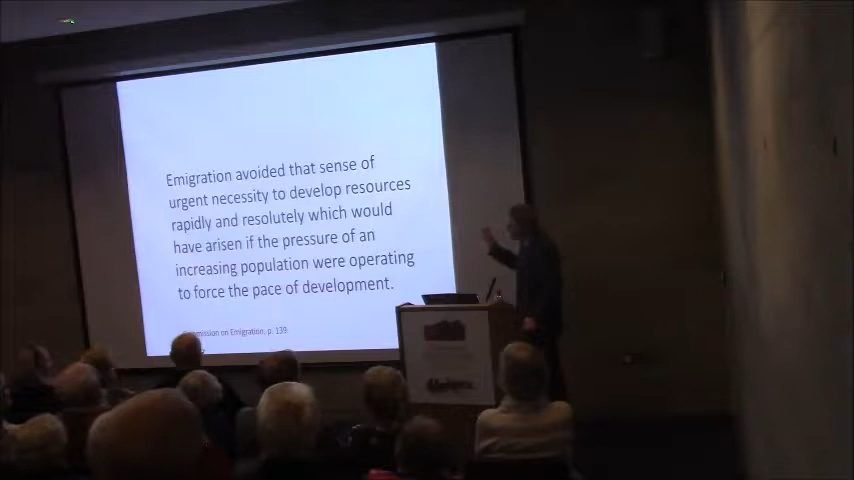 Emigration avoided that sense of
urgent necessity to develop resources
rapidly and resolutely which would
have arisen if the pressure of an
increasing population were operating
to force the pace of development.
on Emigration, p. 139